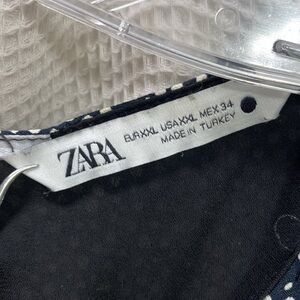 ZARA
EUR XXL USA XXL MEX 34
MADE IN TURKEY